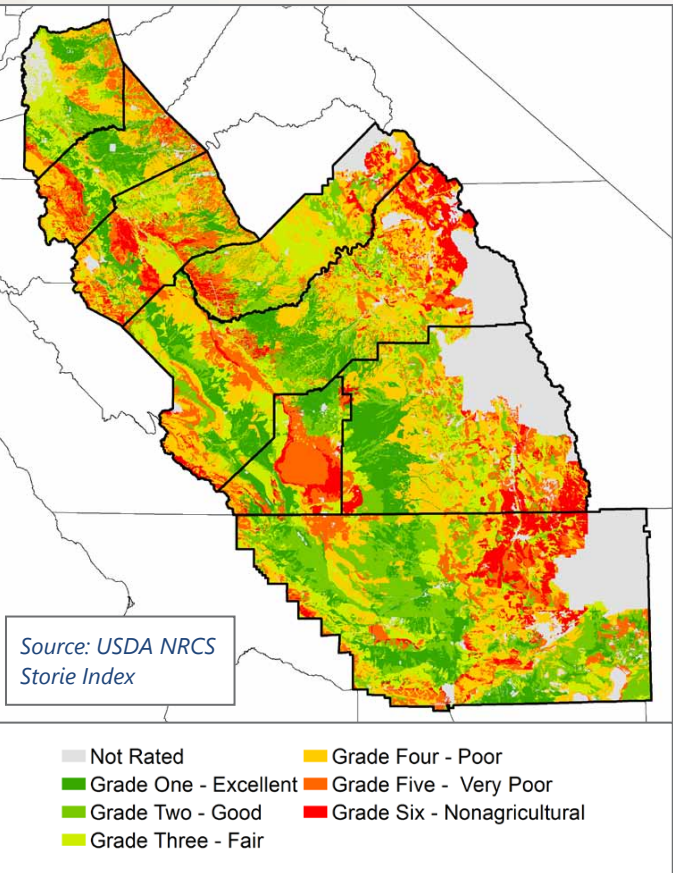 Source: USDA NRCS
Storie Index
Not Rated
Grade One - Excellent
Grade Two - Good
Grade Three - Fair
Grade Four - Poor
Grade Five -  Very Poor
Grade Six - Nonagricultural